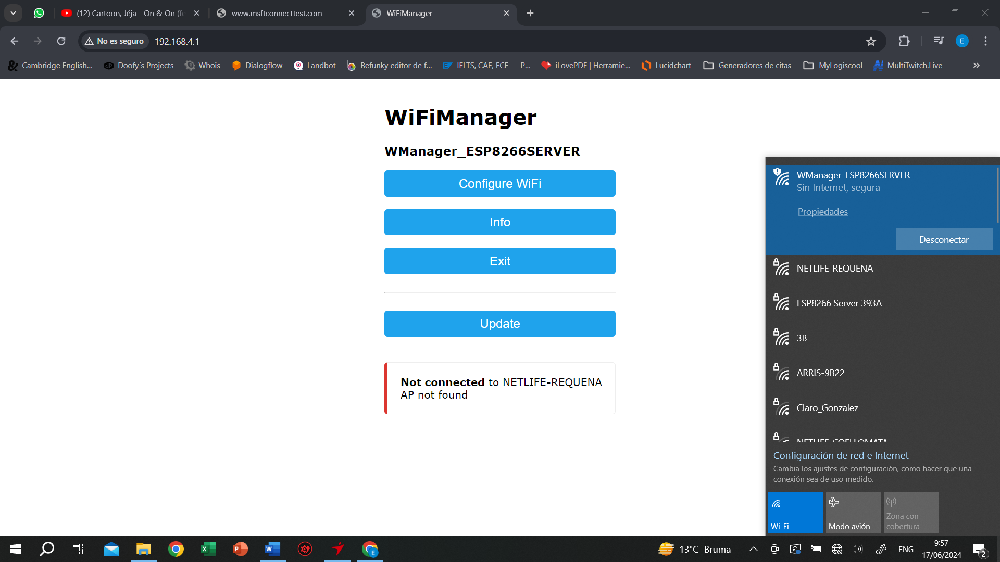 (12) Cartoon, Jéja - On & On (fe
www.msftconnecttest.com
WiFiManager
No es seguro
192.168.4.1
E
Cambridge English...
Doofy´s Projects
Whois
Dialogflow
Landbot
Befunky editor de f...
IELTS, CAE, FCE — P...
iLovePDF | Herramie...
Lucidchart
Generadores de citas
MyLogiscool
MultiTwitch.Live
WiFiManager
WManager_ESP8266SERVER
Configure WiFi
Info
Exit
Update
Not connected to NETLIFE-REQUENA
AP not found
WManager_ESP8266SERVER
Sin Internet, segura
Propiedades
Desconectar
NETLIFE-REQUENA
ESP8266 Server 393A
3B
ARRIS-9B22
Claro_Gonzalez
NETLIFE-COELLOMATA
Configuración de red e Internet
Cambia los ajustes de configuración, como hacer que una
conexión sea de uso medido.
Wi-Fi
Modo avión
Zona con
cobertura
13°C Bruma
ENG
9:57
17/06/2024
2